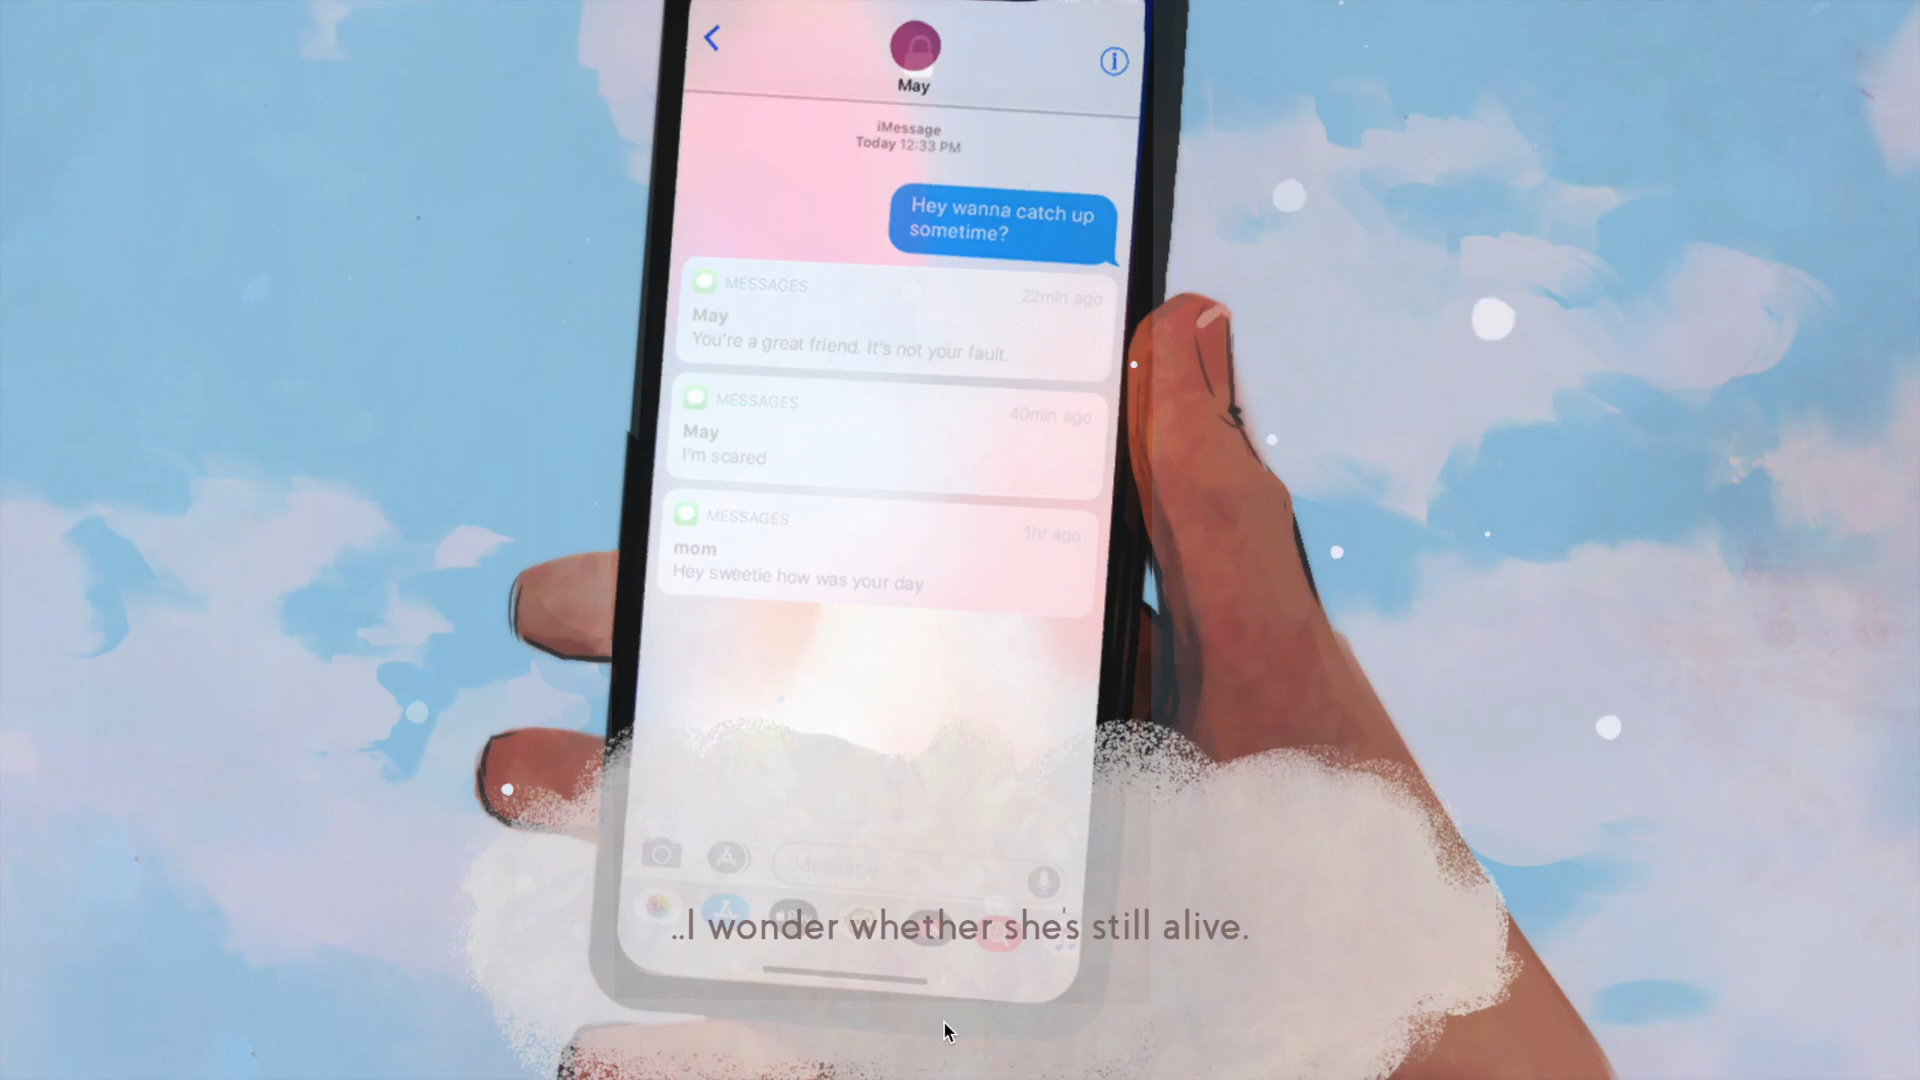 May
iMessage
Today 12:33 PM
Hey wanna catch up
sometime?
MESSAGES
22min ago
May
You're a great friend. It's not your fault.
MESSAGES
40min ago
May
I'm scared
MESSAGES
1hr ago
mom
Hey sweetie how was your day
iMessage
..I wonder whether she's still alive.